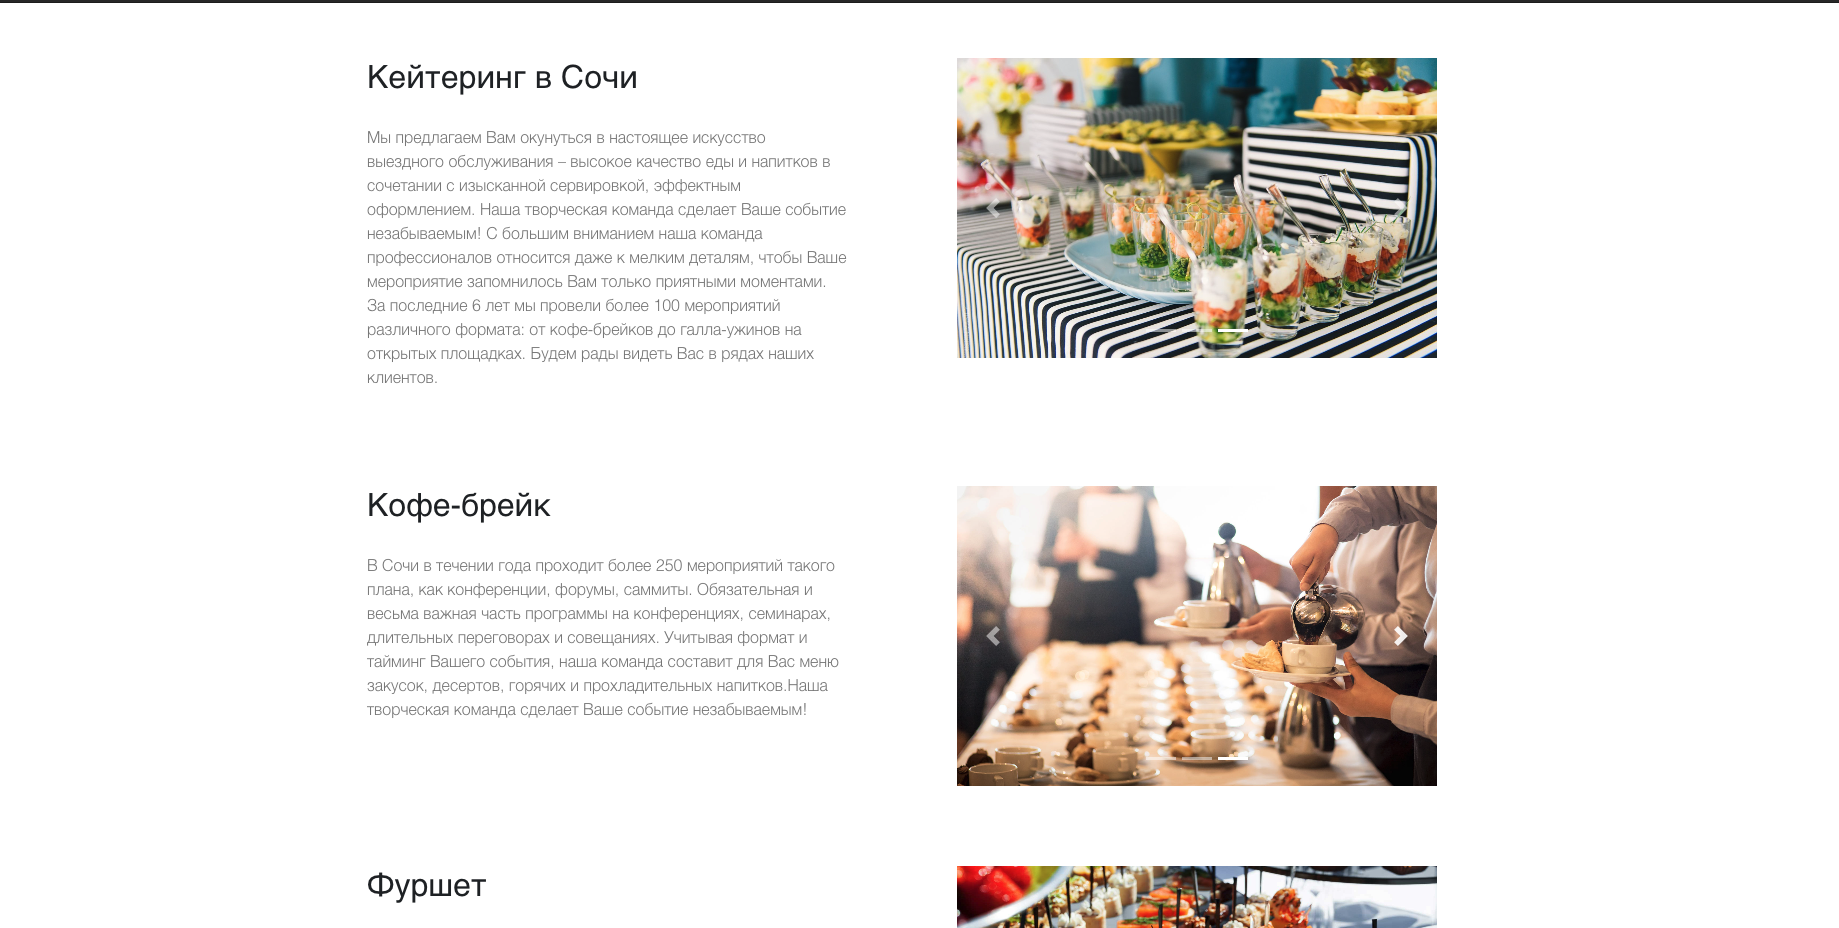 Кейтеринг в Сочи
Мы предлагаем Вам окунуться в настоящее искусство
выездного обслуживания – высокое качество еды и напитков в
сочетании с изысканной сервировкой, эффектным
оформлением. Наша творческая команда сделает Ваше событие
незабываемым! С большим вниманием наша команда
профессионалов относится даже к мелким деталям, чтобы Ваше
мероприятие запомнилось Вам только приятными моментами.
За последние 6 лет мы провели более 100 мероприятий
различного формата: от кофе-брейков до галла-ужинов на
открытых площадках. Будем рады видеть Вас в рядах наших
клиентов.
Кофе-брейк
В Сочи в течении года проходит более 250 мероприятий такого
плана, как конференции, форумы, саммиты. Обязательная и
весьма важная часть программы на конференциях, семинарах,
длительных переговорах и совещаниях. Учитывая формат и
тайминг Вашего события, наша команда составит для Вас меню
закусок, десертов, горячих и прохладительных напитков.Наша
творческая команда сделает Ваше событие незабываемым!
Фуршет